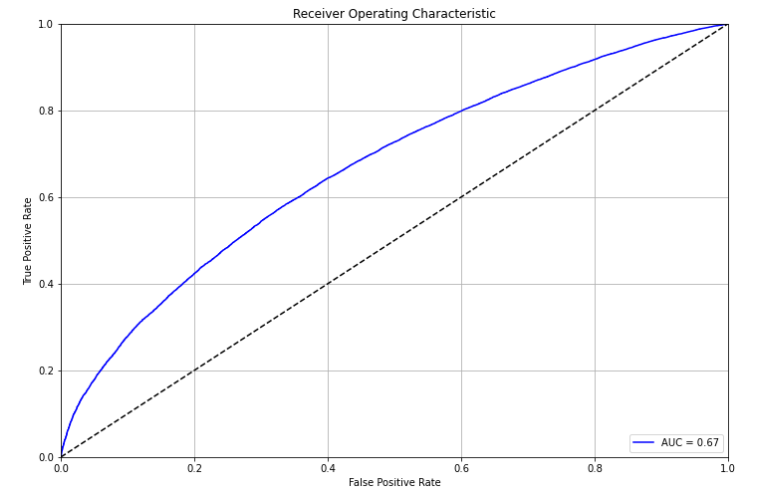 Receiver Operating Characteristic
1.0
0.8
0.6
0.4
0.2
0.0
True Positive Rate
AUC = 0.67
0.0 0.2 0.4 0.6 0.8 1.0
False Positive Rate